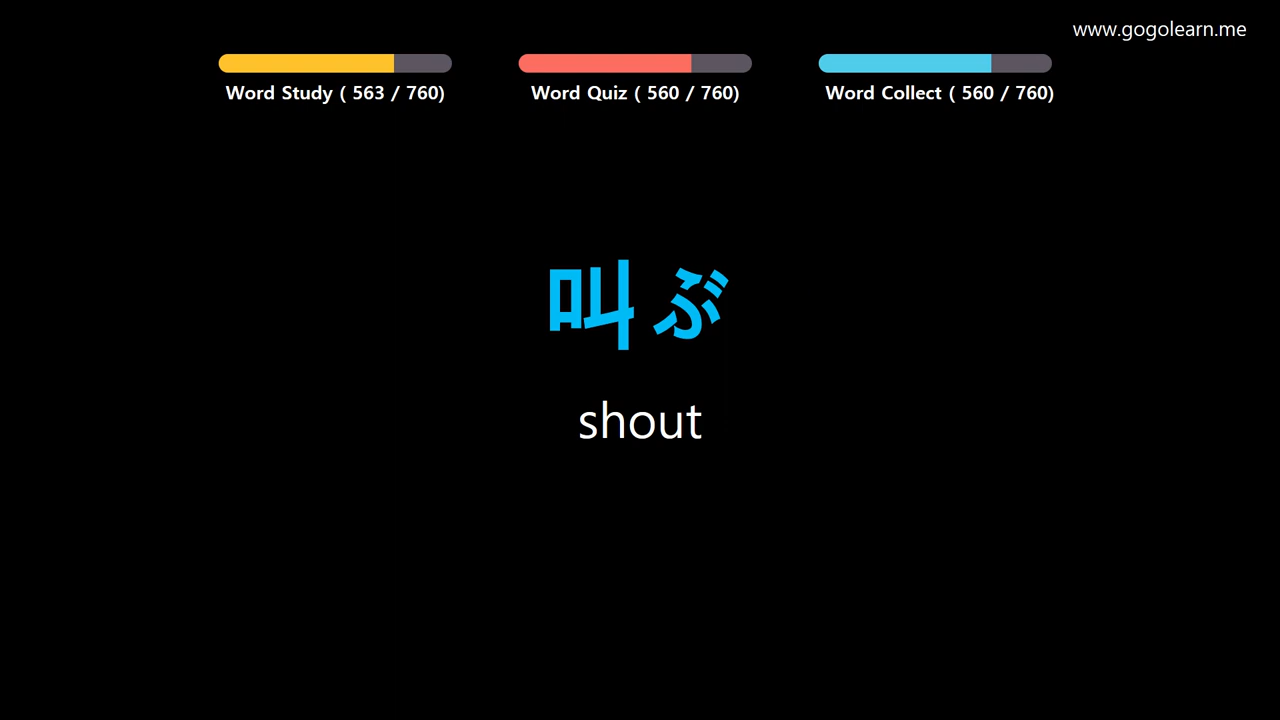 www.gogolearn.me
Word Study ( 563 / 760)
Word Quiz ( 560 / 760)
Word Collect ( 560 / 760)
叫ぶ
shout